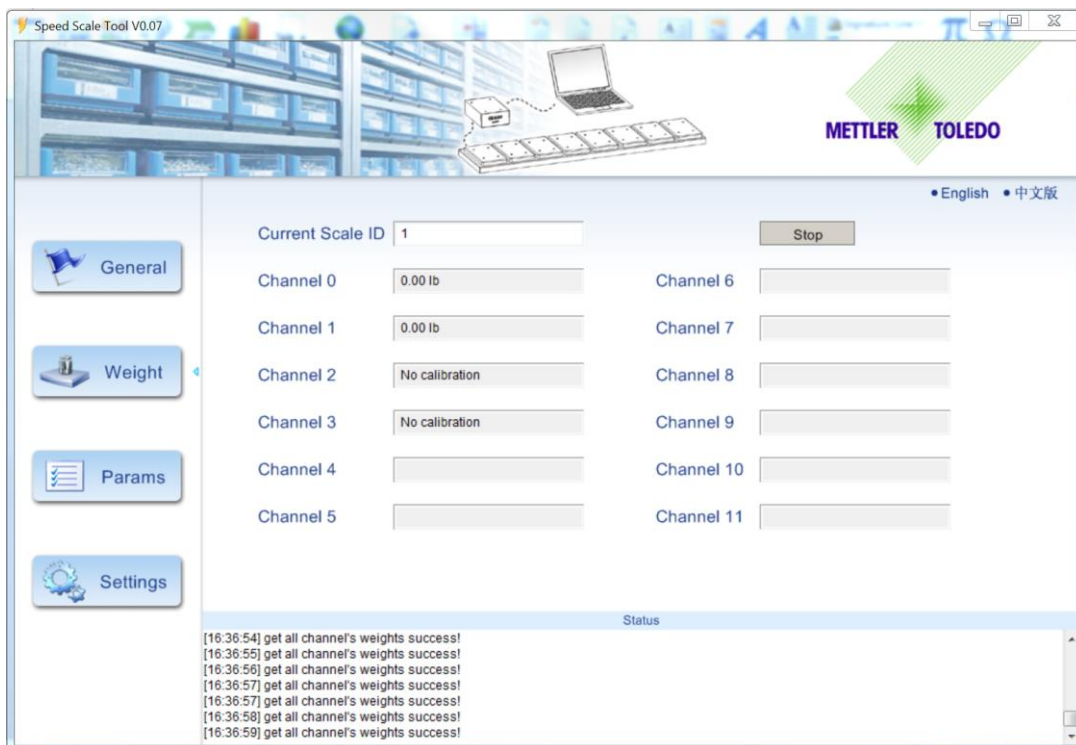 Speed Scale Tool V0.07
METTLER TOLEDO
English 中文版
General
Weight
Params
Settings
Current Scale ID 1 Stop
Channel 0 0.00 lb Channel 6
Channel 1 0.00 lb Channel 7
Channel 2 No calibration Channel 8
Channel 3 No calibration Channel 9
Channel 4 Channel 10
Channel 5 Channel 11
Status
[16:36:54] get all channel's weights success!
[16:36:55] get all channel's weights success!
[16:36:56] get all channel's weights success!
[16:36:57] get all channel's weights success!
[16:36:57] get all channel's weights success!
[16:36:58] get all channel's weights success!
[16:36:59] get all channel's weights success!